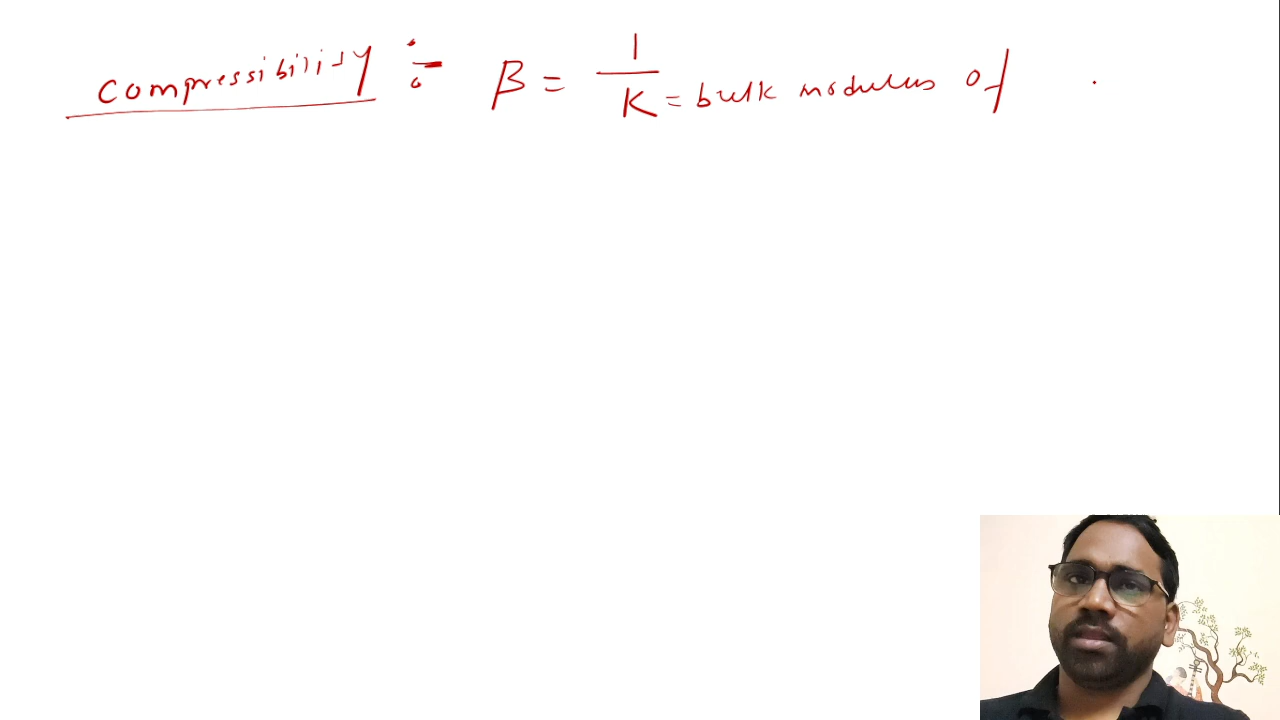 compressibility :- β = 1/K = bulk modulus of